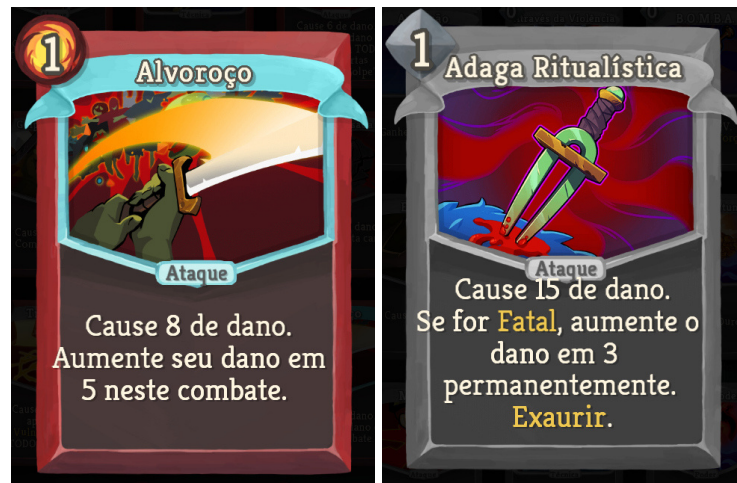 1
Alvoroço
Ataque
Cause 8 de dano.
Aumente seu dano em
5 neste combate.
1
Adaga Ritualística
Ataque
Cause 15 de dano.
Se for Fatal, aumente o
dano em 3
permanentemente.
Exaurir.